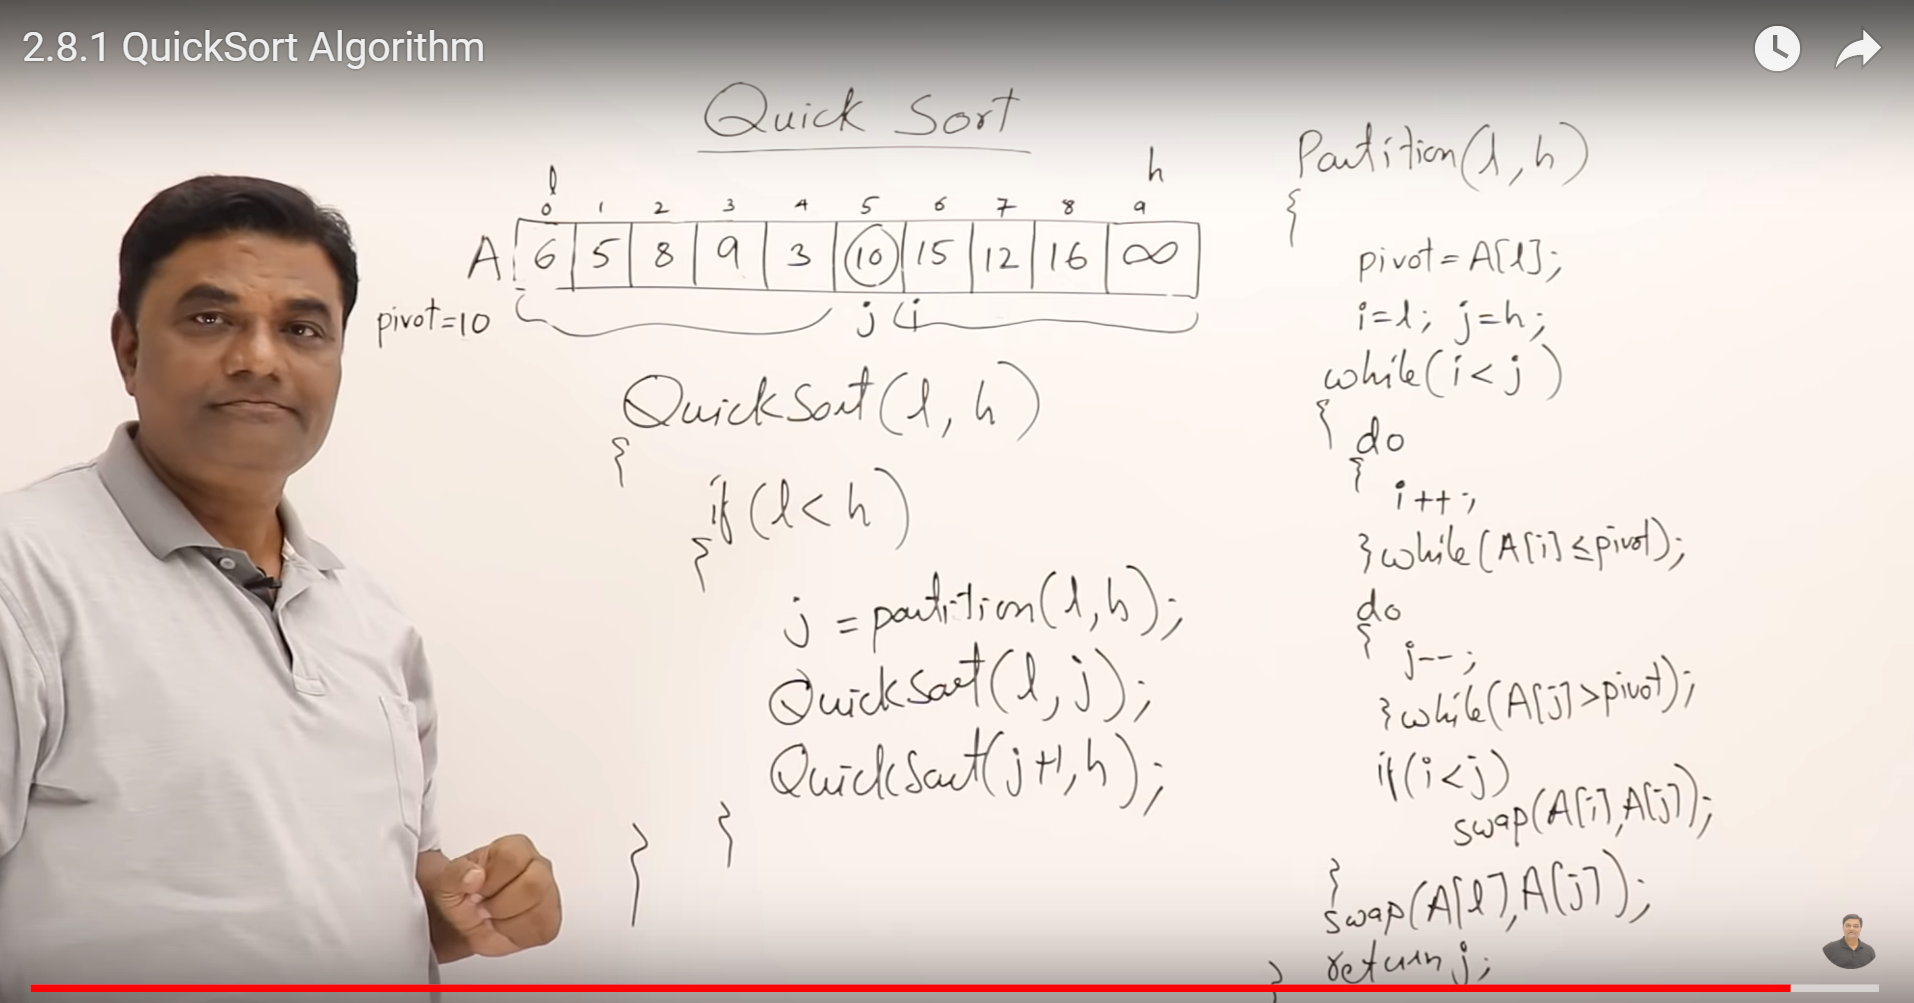 2.8.1 QuickSort Algorithm
Quick Sort
l h
0 1 2 3 4 5 6 7 8 9
A 6 5 8 9 3 10 15 12 16 ∞
pivot=10
j i
QuickSort(l, h)
{
if(l< h)
{
j = partition(l,h);
QuickSort(l, j);
QuickSort(j+1,h);
}
}
Partition(l,h)
{
pivot=A[l];
i=l; j=h;
while(i<j)
{ do
{
i++;
}while(A[i]≤pivot);
do
{
j--;
}while(A[j]>pivot);
if(i<j)
swap(A[i],A[j]);
}
swap(A[l],A[j]);
return j;
}